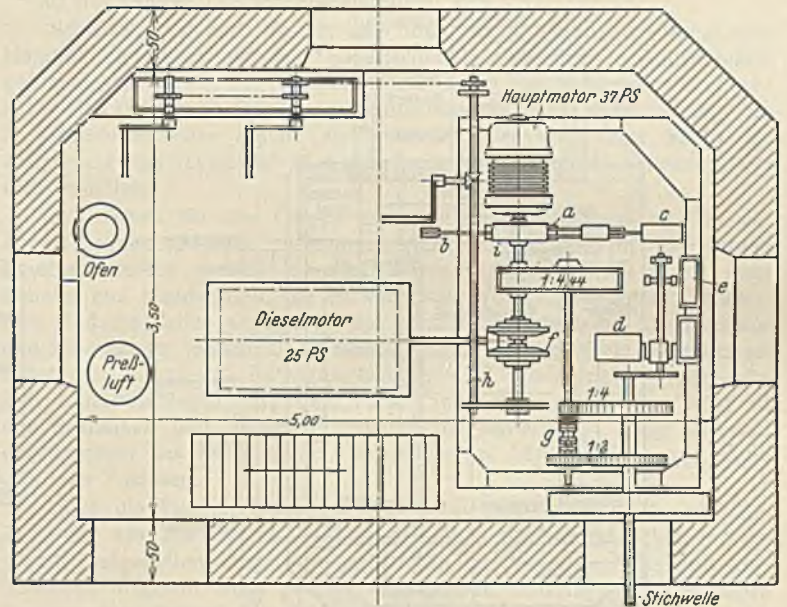 50
Hauptmotor 37 PS
a
c
b
i
Ofen
e
1:4,44
3,50
Dieselmotor
f
d
25 PS
Preß-
luft
h
1:4
5,00
g
1:3
50
Stichwelle